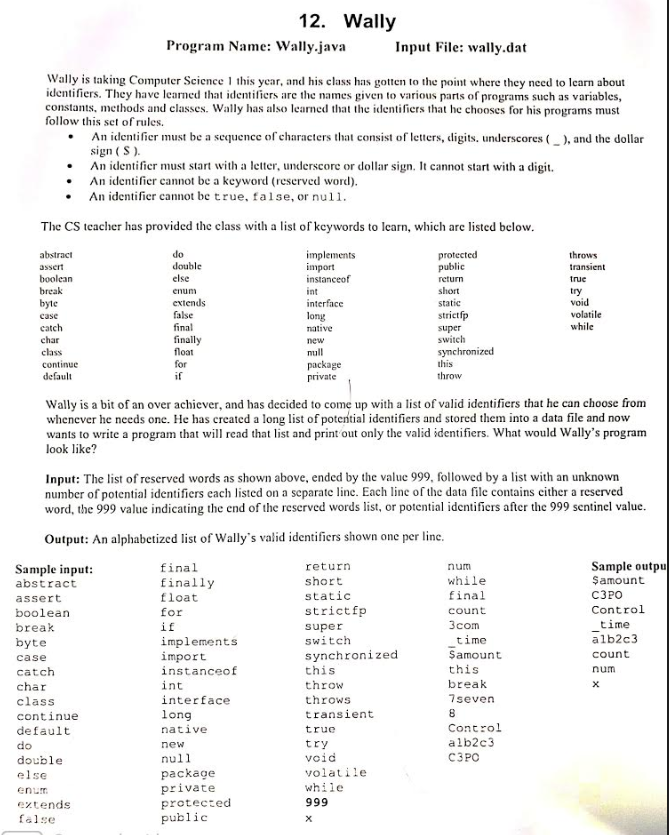 12. Wally
Program Name: Wally.java Input File: wally.dat
Wally is taking Computer Science 1 this year, and his class has gotten to the point where they need to learn about
identifiers. They have learned that identifiers are the names given to various parts of programs such as variables,
constants, methods and classes. Wally has also learned that the identifiers that he chooses for his programs must
follow this set of rules.
• An identifier must be a sequence of characters that consist of letters, digits, underscores ( _ ), and the dollar
sign ( $ ).
• An identifier must start with a letter, underscore or dollar sign. It cannot start with a digit.
• An identifier cannot be a keyword (reserved word).
• An identifier cannot be true, false, or null.
The CS teacher has provided the class with a list of keywords to learn, which are listed below.
abstract do implements protected throws
assert double import public transient
boolean else instanceof return true
break enum int short try
byte extends interface static void
case false long strictfp volatile
catch final native super while
char finally new switch
class float null synchronized
continue for package this
default if private throw
Wally is a bit of an over achiever, and has decided to come up with a list of valid identifiers that he can choose from
whenever he needs one. He has created a long list of potential identifiers and stored them into a data file and now
wants to write a program that will read that list and print out only the valid identifiers. What would Wally's program
look like?
Input: The list of reserved words as shown above, ended by the value 999, followed by a list with an unknown
number of potential identifiers each listed on a separate line. Each line of the data file contains either a reserved
word, the 999 value indicating the end of the reserved words list, or potential identifiers after the 999 sentinel value.
Output: An alphabetized list of Wally's valid identifiers shown one per line.
Sample input:
abstract
assert
boolean
break
byte
case
catch
char
class
continue
default
do
double
else
enum
extends
false
final
finally
float
for
if
implements
import
instanceof
int
interface
long
native
new
null
package
private
protected
public
return
short
static
strictfp
super
switch
synchronized
this
throw
throws
transient
true
try
void
volatile
while
999
x
num
while
final
count
3com
_time
$amount
this
break
7seven
8
Control
a1b2c3
C3PO
Sample outpu
$amount
C3PO
Control
_time
a1b2c3
count
num
x